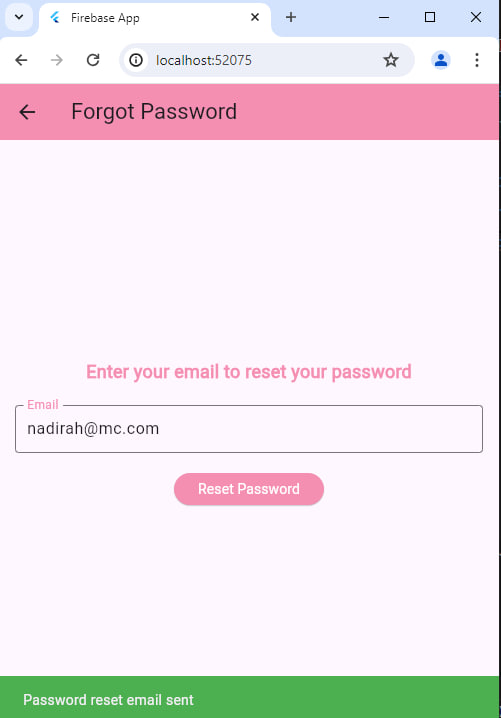 Firebase App
localhost:52075
Forgot Password
Enter your email to reset your password
Email
nadirah@mc.com
Reset Password
Password reset email sent